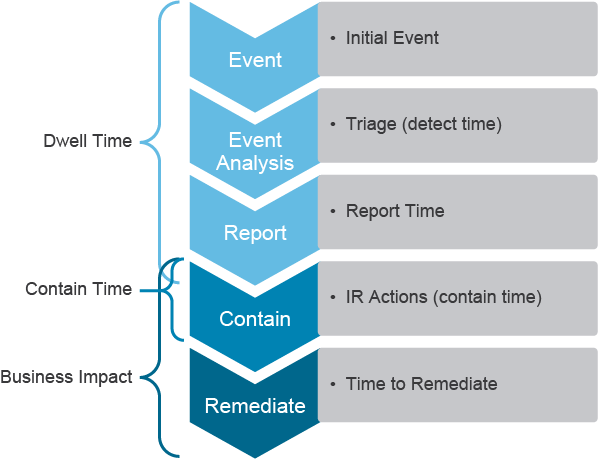 Event
• Initial Event
Dwell Time
Event
Analysis
• Triage (detect time)
Report
• Report Time
Contain Time
Contain
• IR Actions (contain time)
Business Impact
Remediate
• Time to Remediate